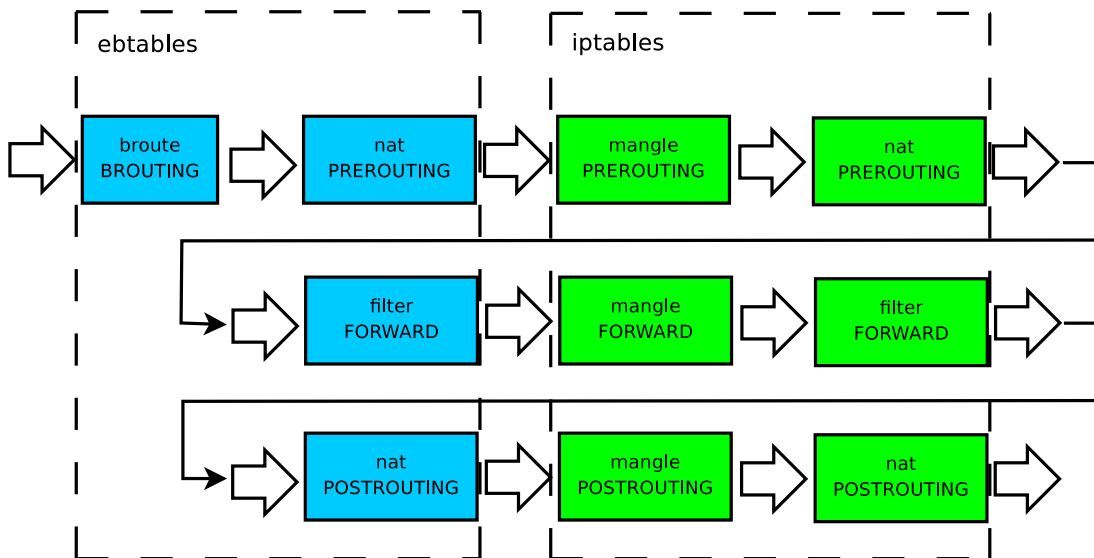 ebtables
iptables
broute
BROUTING
nat
PREROUTING
mangle
PREROUTING
nat
PREROUTING
filter
FORWARD
mangle
FORWARD
filter
FORWARD
nat
POSTROUTING
mangle
POSTROUTING
nat
POSTROUTING